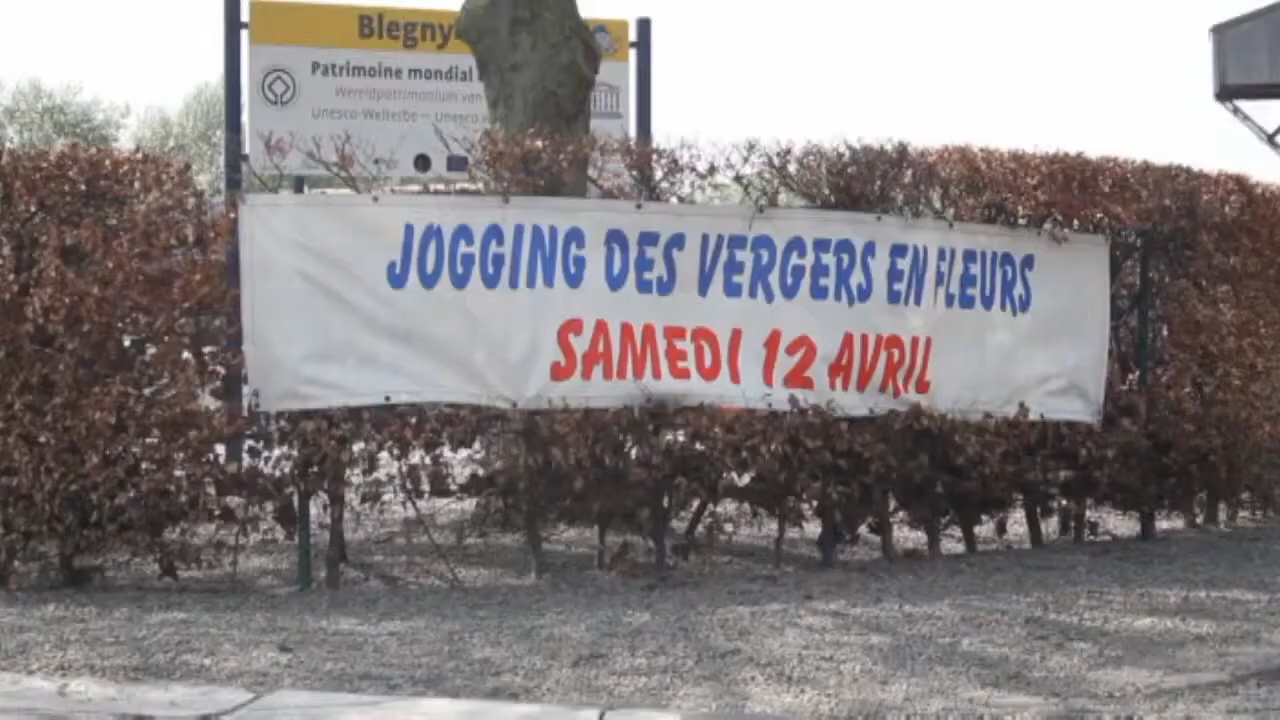 Blegny
Patrimoine mondial
Werelderfgoed van
Unesco-Welterbe – Unesco
JOGGING DES VERGERS EN FLEURS
SAMEDI 12 AVRIL